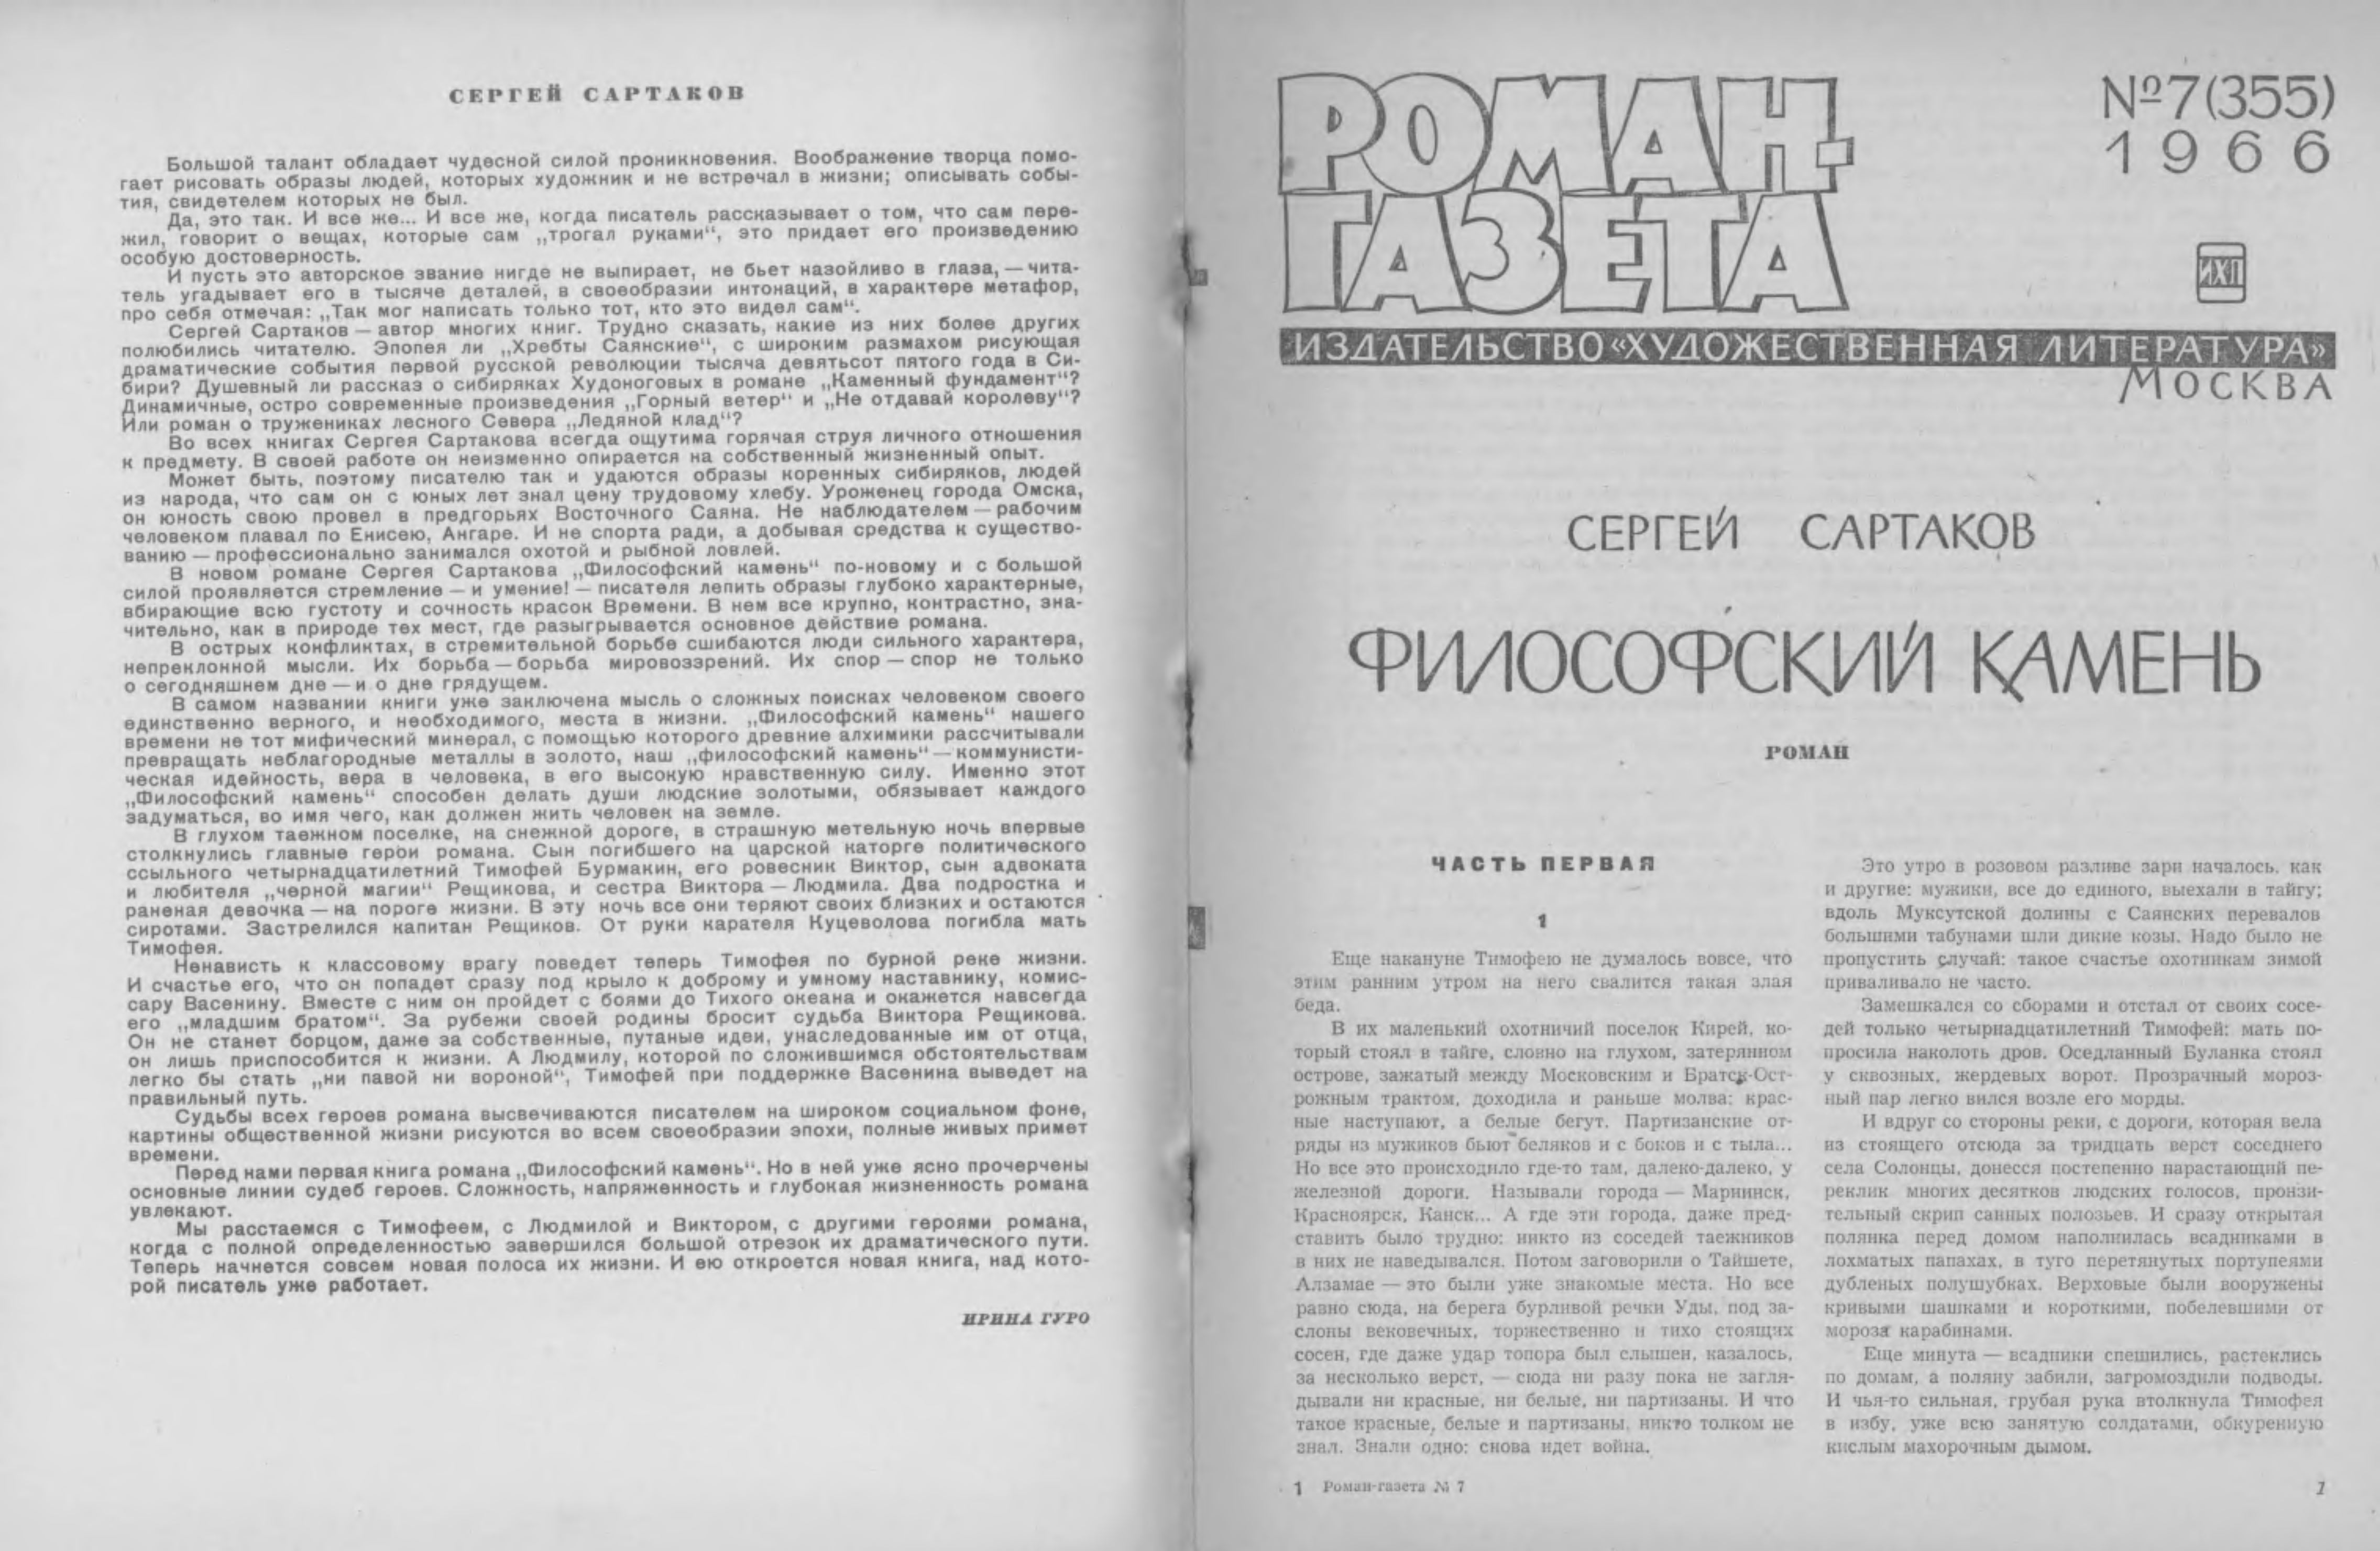 СЕРГЕЙ САРТАКОВ
Большой талант обладает чудесной силой проникновения. Воображение творца помо-
гает рисовать образы людей, которых художник и не встречал в жизни; описывать собы-
тия, свидетелем которых не был.
Да, это так. И все же... И все же, когда писатель рассказывает о том, что сам пере-
жил, говорит о вещах, которые сам „трогал руками“, это придает его произведению
особую достоверность.
И пусть это авторское звание нигде не выпирает, не бьет назойливо в глаза, — чита-
тель угадывает его в тысяче деталей, в своеобразии интонаций, в характере метафор,
про себя отмечая: „Так мог написать только тот, кто это видел сам“.
Сергей Сартаков — автор многих книг. Трудно сказать, какие из них более других
полюбились читателю. Эпопея ли „Хребты Саянские“, с широким размахом рисующая
драматические события первой русской революции тысяча девятьсот пятого года в Си-
бири? Душевный ли рассказ о сибиряках Худоноговых в романе „Каменный фундамент“?
Динамичные, остро современные произведения „Горный ветер“ и „Не отдавай королеву“?
Или роман о тружениках лесного Севера „Ледяной клад“?
Во всех книгах Сергея Сартакова всегда ощутима горячая струя личного отношения
к предмету. В своей работе он неизменно опирается на собственный жизненный опыт.
Может быть, поэтому писателю так и удаются образы коренных сибиряков, людей
из народа, что сам он с юных лет знал цену трудовому хлебу. Уроженец города Омска,
он юность свою провел в предгорьях Восточного Саяна. Не наблюдателем — рабочим
человеком плавал по Енисею, Ангаре. И не спорта ради, а добывая средства к существо-
ванию — профессионально занимался охотой и рыбной ловлей.
В новом романе Сергея Сартакова „Философский камень“ по-новому и с большой
силой проявляется стремление — и умение! — писателя лепить образы глубоко характерные,
вбирающие всю густоту и сочность красок Времени. В нем все крупно, контрастно, зна-
чительно, как в природе тех мест, где разыгрывается основное действие романа.
В острых конфликтах, в стремительной борьбе сшибаются люди сильного характера,
непреклонной мысли. Их борьба — борьба мировоззрений. Их спор — спор не только
о сегодняшнем дне — и о дне грядущем.
В самом названии книги уже заключена мысль о сложных поисках человеком своего
единственно верного, и необходимого, места в жизни. „Философский камень“ нашего
времени не тот мифический минерал, с помощью которого древние алхимики рассчитывали
превращать неблагородные металлы в золото, наш „философский камень“ — коммунисти-
ческая идейность, вера в человека, в его высокую нравственную силу. Именно этот
„Философский камень“ способен делать души людские золотыми, обязывает каждого
задуматься, во имя чего, как должен жить человек на земле.
В глухом таежном поселке, на снежной дороге, в страшную метельную ночь впервые
столкнулись главные герои романа. Сын погибшего на царской каторге политического
ссыльного четырнадцатилетний Тимофей Бурмакин, его ровесник Виктор, сын адвоката
и любителя „черной магии“ Рещикова, и сестра Виктора — Людмила. Два подростка и
раненая девочка — на пороге жизни. В эту ночь все они теряют своих близких и остаются
сиротами. Застрелился капитан Рещиков. От руки карателя Куцеволова погибла мать
Тимофея.
Ненависть к классовому врагу поведет теперь Тимофея по бурной реке жизни.
И счастье его, что он попадет сразу под крыло к доброму и умному наставнику, комис-
сару Васенину. Вместе с ним он пройдет с боями до Тихого океана и окажется навсегда
его „младшим братом“. За рубежи своей родины бросит судьба Виктора Рещикова.
Он не станет борцом, даже за собственные, путаные идеи, унаследованные им от отца,
он лишь приспособится к жизни. А Людмилу, которой по сложившимся обстоятельствам
легко бы стать „ни павой ни вороной“, Тимофей при поддержке Васенина выведет на
правильный путь.
Судьбы всех героев романа высвечиваются писателем на широком социальном фоне,
картины общественной жизни рисуются во всем своеобразии эпохи, полные живых примет
времени.
Перед нами первая книга романа „Философский камень“. Но в ней уже ясно прочерчены
основные линии судеб героев. Сложность, напряженность и глубокая жизненность романа
увлекают.
Мы расстаемся с Тимофеем, с Людмилой и Виктором, с другими героями романа,
когда с полной определенностью завершился большой отрезок их драматического пути.
Теперь начнется совсем новая полоса их жизни. И ею откроется новая книга, над кото-
рой писатель уже работает.
ИРИНА ГУРО
РОМАН-
ГАЗЕТА
№7(355)
1966
ИХЛ
ИЗДАТЕЛЬСТВО «ХУДОЖЕСТВЕННАЯ ЛИТЕРАТУРА»
МОСКВА
СЕРГЕЙ САРТАКОВ
ФИЛОСОФСКИЙ КАМЕНЬ
РОМАН
ЧАСТЬ ПЕРВАЯ
1
Еще накануне Тимофею не думалось вовсе, что
этим ранним утром на него свалится такая злая
беда.
В их маленький охотничий поселок Кирей, ко-
торый стоял в тайге, словно на глухом, затерянном
острове, зажатый между Московским и Братск-Ост-
рожным трактом, доходила и раньше молва: крас-
ные наступают, а белые бегут. Партизанские от-
ряды из мужиков бьют беляков и с боков и с тыла...
Но все это происходило где-то там, далеко-далеко, у
железной дороги. Называли города — Мариинск,
Красноярск, Канск... А где эти города, даже пред-
ставить было трудно: никто из соседей таежников
в них не наведывался. Потом заговорили о Тайшете,
Алзамае — это были уже знакомые места. Но все
равно сюда, на берега бурливой речки Уды, под за-
слоны вековечных, торжественно и тихо стоящих
сосен, где даже удар топора был слышен, казалось,
за несколько верст, — сюда ни разу пока не загля-
дывали ни красные, ни белые, ни партизаны. И что
такое красные, белые и партизаны, никто толком не
знал. Знали одно: снова идет война.
Это утро в розовом разливе зари началось, как
и другие: мужики, все до единого, выехали в тайгу;
вдоль Муксутской долины с Саянских перевалов
большими табунами шли дикие козы. Надо было не
пропустить случай: такое счастье охотникам зимой
приваливало не часто.
Замешкался со сборами и отстал от своих сосе-
дей только четырнадцатилетний Тимофей: мать по-
просила наколоть дров. Оседланный Буланка стоял
у сквозных, жердевых ворот. Прозрачный мороз-
ный пар легко вился возле его морды.
И вдруг со стороны реки, с дороги, которая вела
из стоящего отсюда за тридцать верст соседнего
села Солонцы, донесся постепенно нарастающий пе-
реклик многих десятков людских голосов, пронзи-
тельный скрип санных полозьев. И сразу открытая
полянка перед домом наполнилась всадниками в
лохматых папахах, в туго перетянутых портупеями
дубленых полушубках. Верховые были вооружены
кривыми шашками и короткими, побелевшими от
мороза карабинами.
Еще минута — всадники спешились, растеклись
по домам, а поляну забили, загромоздили подводы.
И чья-то сильная, грубая рука втолкнула Тимофея
в избу, уже всю занятую солдатами, обкуренную
кислым махорочным дымом.
1 Роман-газета № 7
1